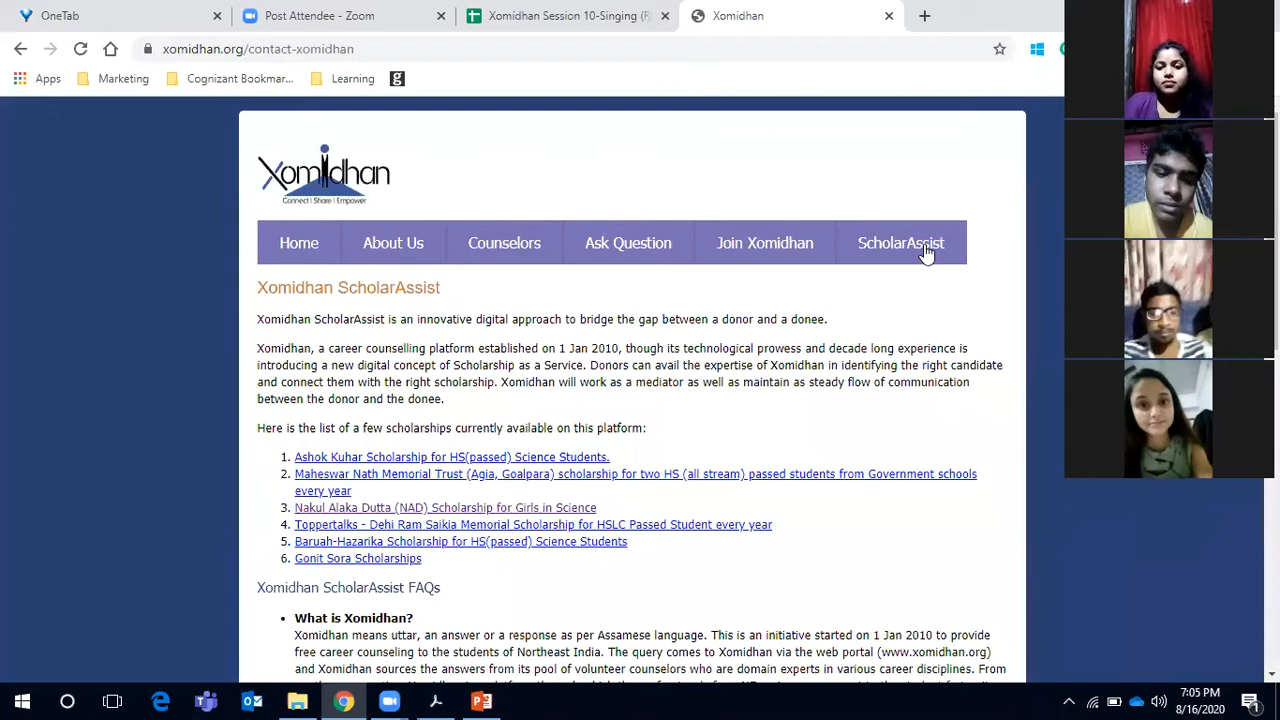 OneTab
Post Attendee - Zoom
Xomidhan Session 10-Singing (R
Xomidhan
xomidhan.org/contact-xomidhan
Apps
Marketing
Cognizant Bookmar...
Learning
g
Xomidhan
Connect | Share | Empower
Home
About Us
Counselors
Ask Question
Join Xomidhan
ScholarAssist
Xomidhan ScholarAssist
Xomidhan ScholarAssist is an innovative digital approach to bridge the gap between a donor and a donee.
Xomidhan, a career counselling platform established on 1 Jan 2010, though its technological prowess and decade long experience is
introducing a new digital concept of Scholarship as a Service. Donors can avail the expertise of Xomidhan in identifying the right candidate
and connect them with the right scholarship. Xomidhan will work as a mediator as well as maintain as steady flow of communication
between the donor and the donee.
Here is the list of a few scholarships currently available on this platform:
1. Ashok Kuhar Scholarship for HS(passed) Science Students.
2. Maheswar Nath Memorial Trust (Agia, Goalpara) scholarship for two HS (all stream) passed students from Government schools
every year
3. Nakul Alaka Dutta (NAD) Scholarship for Girls in Science
4. Toppertalks - Dehi Ram Saikia Memorial Scholarship for HSLC Passed Student every year
5. Baruah-Hazarika Scholarship for HS(passed) Science Students
6. Gonit Sora Scholarships
Xomidhan ScholarAssist FAQs
• What is Xomidhan?
Xomidhan means uttar, an answer or a response as per Assamese language. This is an initiative started on 1 Jan 2010 to provide
free career counseling to the students of Northeast India. The query comes to Xomidhan via the web portal (www.xomidhan.org)
and Xomidhan sources the answers from its pool of volunteer counselors who are domain experts in various career disciplines. From
7:05 PM
8/16/2020